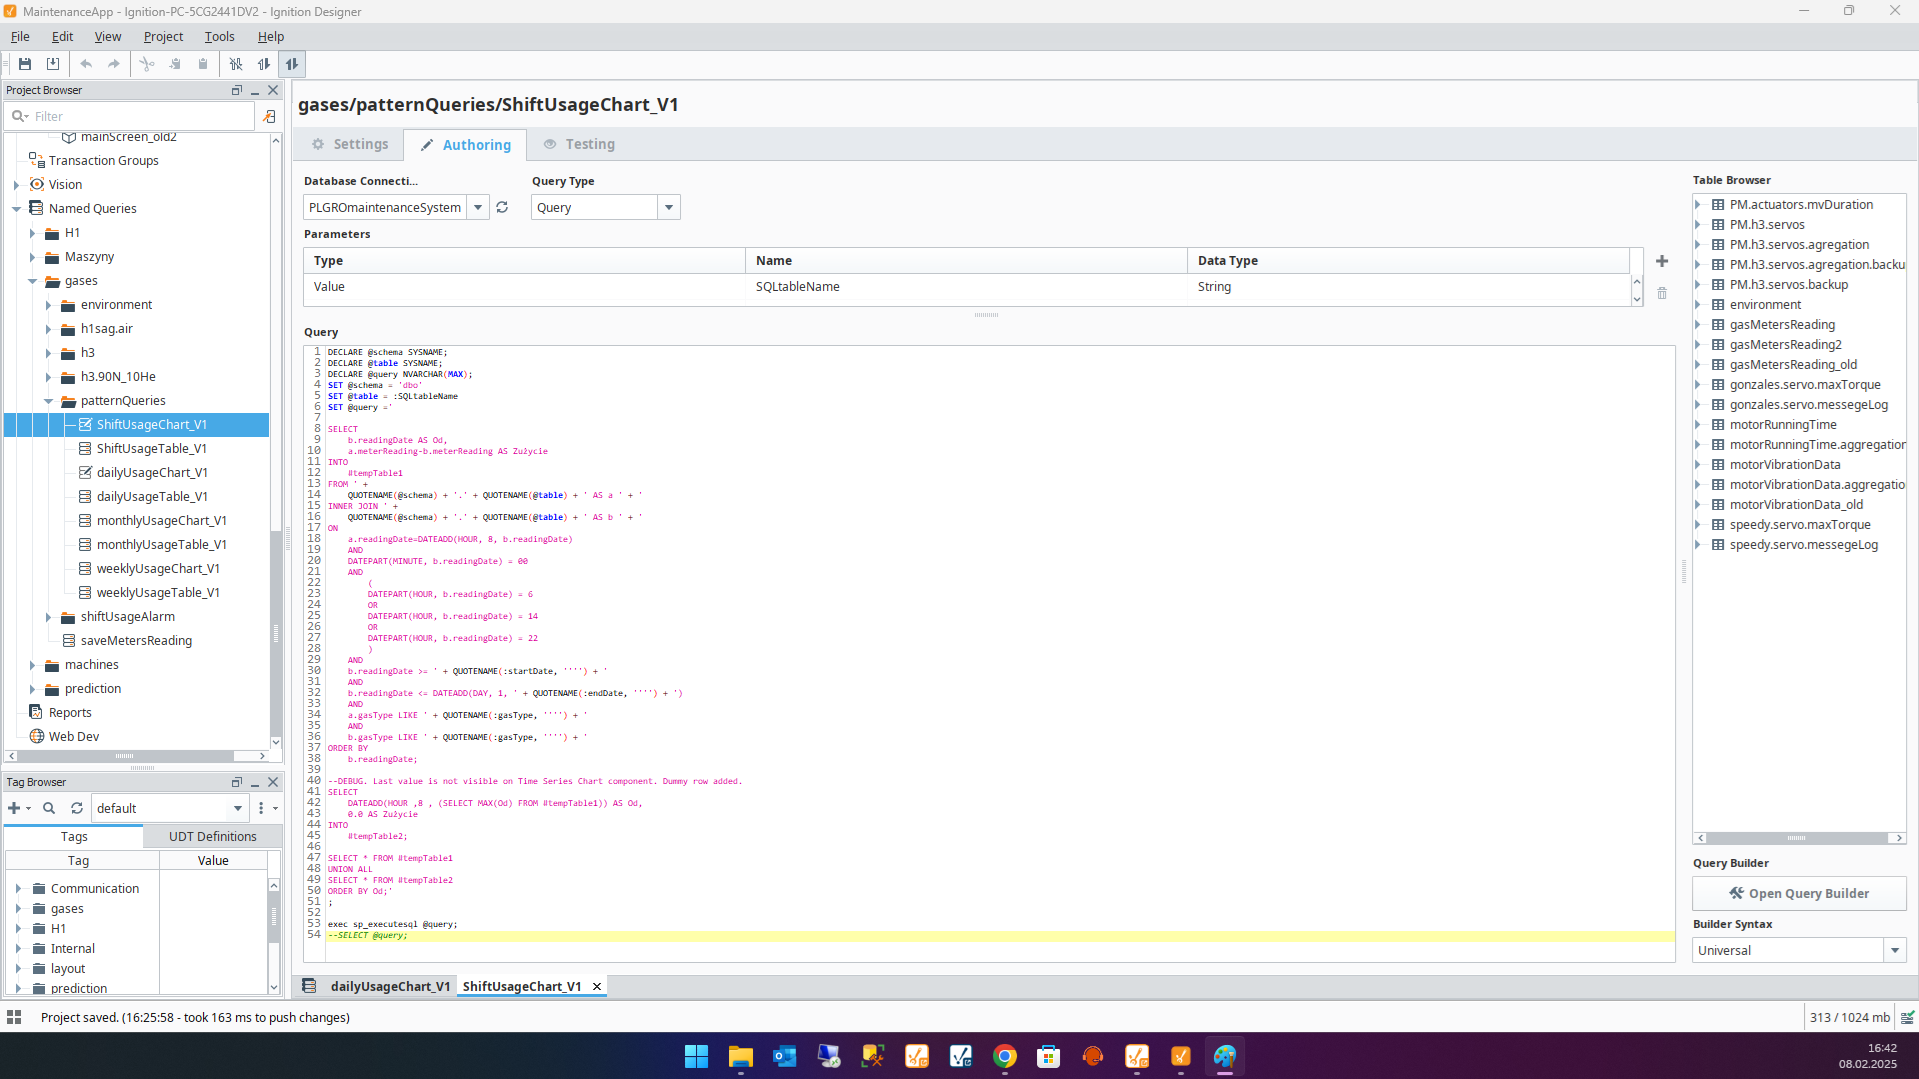 MaintenanceApp - Ignition-PC-5CG2441DV2 - Ignition Designer
File Edit View Project Tools Help
Project Browser
Filter
mainScreen_old2
Transaction Groups
Vision
Named Queries
H1
Maszyny
gases
environment
h1sag.air
h3
h3.90N_10He
patternQueries
ShiftUsageChart_V1
ShiftUsageTable_V1
dailyUsageChart_V1
dailyUsageTable_V1
monthlyUsageChart_V1
monthlyUsageTable_V1
weeklyUsageChart_V1
weeklyUsageTable_V1
shiftUsageAlarm
saveMetersReading
machines
prediction
Reports
Web Dev
Tag Browser
default
Tags UDT Definitions
Tag Value
Communication
gases
H1
Internal
layout
prediction
gases/patternQueries/ShiftUsageChart_V1
Settings Authoring Testing
Database Connecti... Query Type
PLGROmaintenanceSystem Query
Parameters
Type Name Data Type
Value SQLtableName String
Query
1 DECLARE @schema SYSNAME;
2 DECLARE @table SYSNAME;
3 DECLARE @query NVARCHAR(MAX);
4 SET @schema = 'dbo'
5 SET @table = :SQLtableName
6 SET @query ='
7
8 SELECT
9 b.readingDate AS Od,
10 a.meterReading-b.meterReading AS Zużycie
11 INTO
12 #tempTable1
13 FROM ' +
14 QUOTENAME(@schema) + '.' + QUOTENAME(@table) + ' AS a ' + '
15 INNER JOIN ' +
16 QUOTENAME(@schema) + '.' + QUOTENAME(@table) + ' AS b ' + '
17 ON
18 a.readingDate=DATEADD(HOUR, 8, b.readingDate)
19 AND
20 DATEPART(MINUTE, b.readingDate) = 00
21 AND
22 (
23 DATEPART(HOUR, b.readingDate) = 6
24 OR
25 DATEPART(HOUR, b.readingDate) = 14
26 OR
27 DATEPART(HOUR, b.readingDate) = 22
28 )
29 AND
30 b.readingDate >= ' + QUOTENAME(:startDate, '''') + '
31 AND
32 b.readingDate <= DATEADD(DAY, 1, ' + QUOTENAME(:endDate, '''') + ')
33 AND
34 a.gasType LIKE ' + QUOTENAME(:gasType, '''') + '
35 AND
36 b.gasType LIKE ' + QUOTENAME(:gasType, '''') + '
37 ORDER BY
38 b.readingDate;
39
40 --DEBUG. Last value is not visible on Time Series Chart component. Dummy row added.
41 SELECT
42 DATEADD(HOUR ,8 , (SELECT MAX(Od) FROM #tempTable1)) AS Od,
43 0.0 AS Zużycie
44 INTO
45 #tempTable2;
46
47 SELECT * FROM #tempTable1
48 UNION ALL
49 SELECT * FROM #tempTable2
50 ORDER BY Od;'
51 ;
52
53 exec sp_executesql @query;
54 --SELECT @query;
dailyUsageChart_V1 ShiftUsageChart_V1
Table Browser
PM.actuators.mvDuration
PM.h3.servos
PM.h3.servos.agregation
PM.h3.servos.agregation.backu
PM.h3.servos.backup
environment
gasMetersReading
gasMetersReading2
gasMetersReading_old
gonzales.servo.maxTorque
gonzales.servo.messegeLog
motorRunningTime
motorRunningTime.aggregation
motorVibrationData
motorVibrationData.aggregatio
motorVibrationData_old
speedy.servo.maxTorque
speedy.servo.messegeLog
Query Builder
Open Query Builder
Builder Syntax
Universal
Project saved. (16:25:58 - took 163 ms to push changes)
313 / 1024 mb
16:42
08.02.2025